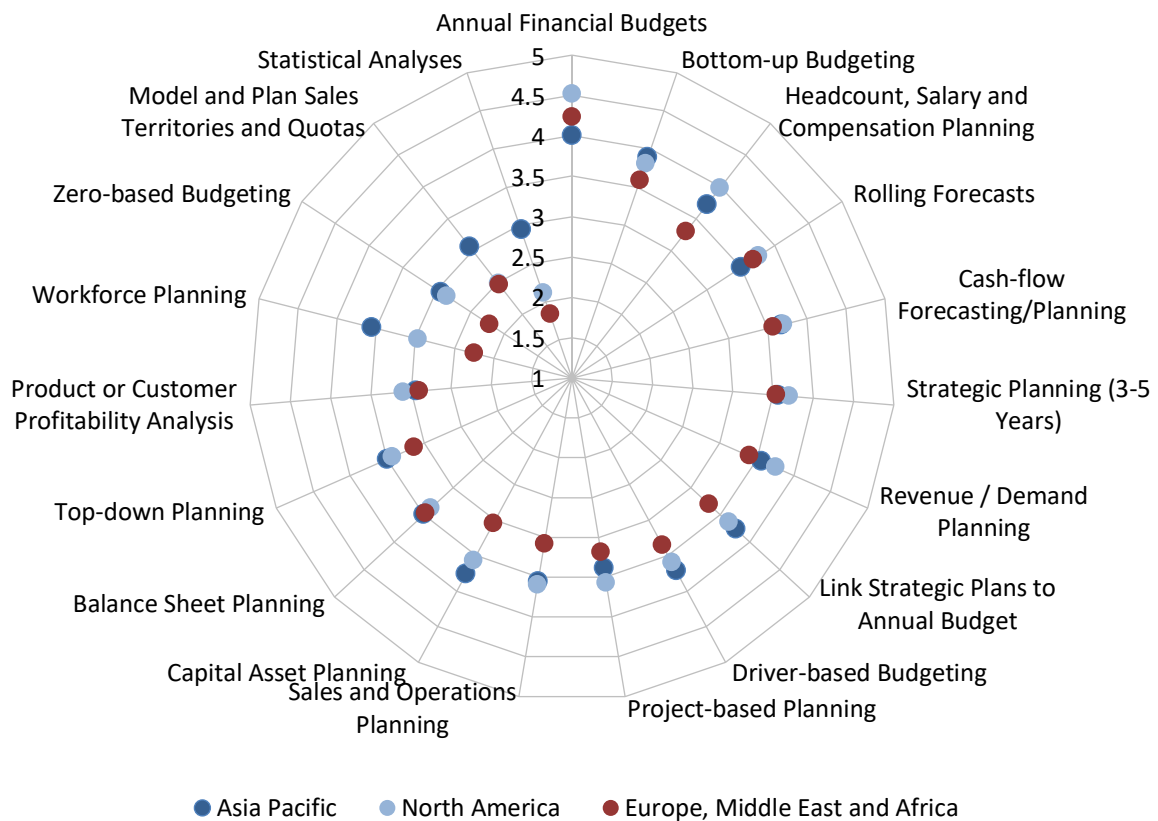 Annual Financial Budgets
Statistical Analyses
Bottom-up Budgeting
Model and Plan Sales
Territories and Quotas
Headcount, Salary and
Compensation Planning
Zero-based Budgeting
Rolling Forecasts
Workforce Planning
Cash-flow
Forecasting/Planning
Product or Customer
Profitability Analysis
Strategic Planning (3-5
Years)
Top-down Planning
Revenue / Demand
Planning
Balance Sheet Planning
Link Strategic Plans to
Annual Budget
Capital Asset Planning
Driver-based Budgeting
Sales and Operations
Planning
Project-based Planning
5
4.5
4
3.5
3
2.5
2
1.5
1
Asia Pacific
North America
Europe, Middle East and Africa